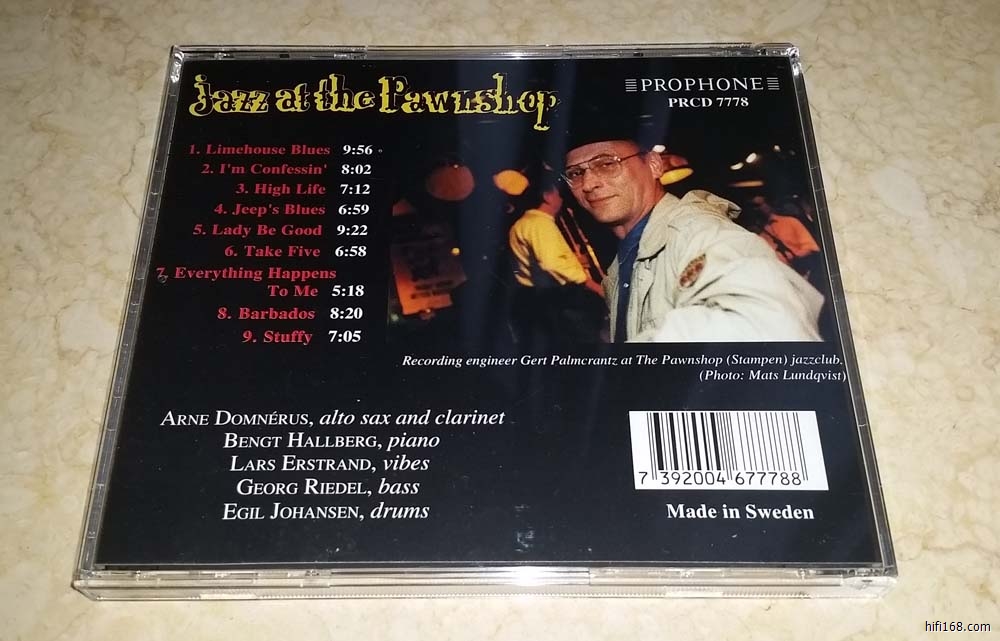 Jazz at the Pawnshop
PROPHONE
PRCD 7778
1. Limehouse Blues 9:56
2. I'm Confessin' 8:02
3. High Life 7:12
4. Jeep's Blues 6:59
5. Lady Be Good 9:22
6. Take Five 6:58
7. Everything Happens
To Me 5:18
8. Barbados 8:20
9. Stuffy 7:05
Recording engineer Gert Palmcrantz at The Pawnshop (Stampen) jazzclub.
(Photo: Mats Lundqvist)
ARNE DOMNÉRUS, alto sax and clarinet
BENGT HALLBERG, piano
LARS ERSTRAND, vibes
GEORG RIEDEL, bass
EGIL JOHANSEN, drums
7 392004 677788
Made in Sweden
hifi168.com